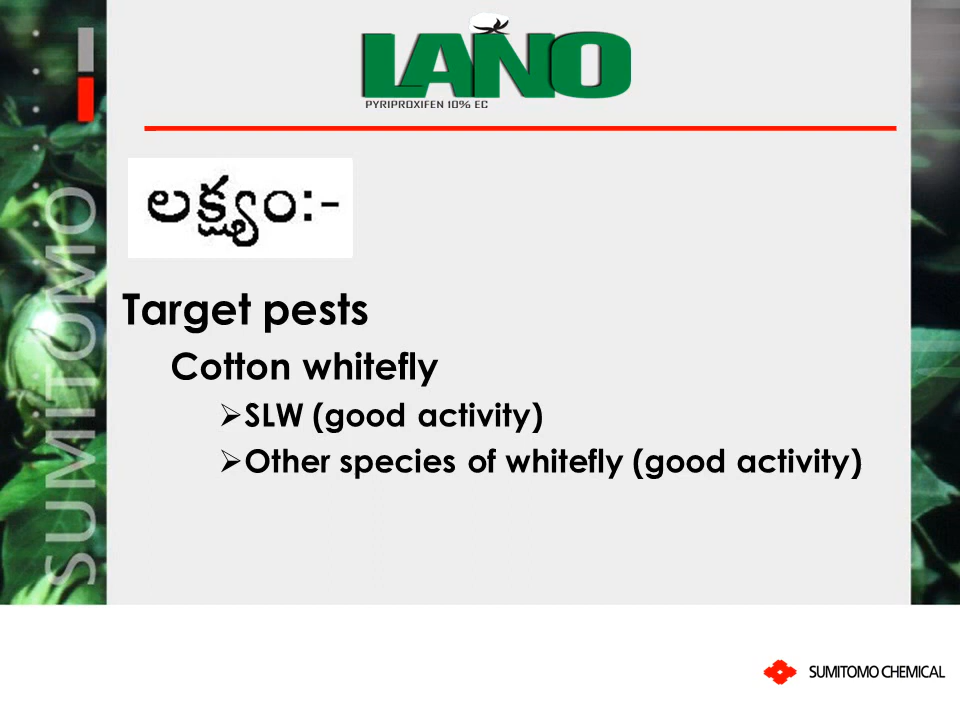 LANO
PYRIPROXIFEN 10% EC
లక్ష్యం:-
Target pests
Cotton whitefly
➢SLW (good activity)
➢Other species of whitefly (good activity)
SUMITOMO
SUMITOMO CHEMICAL